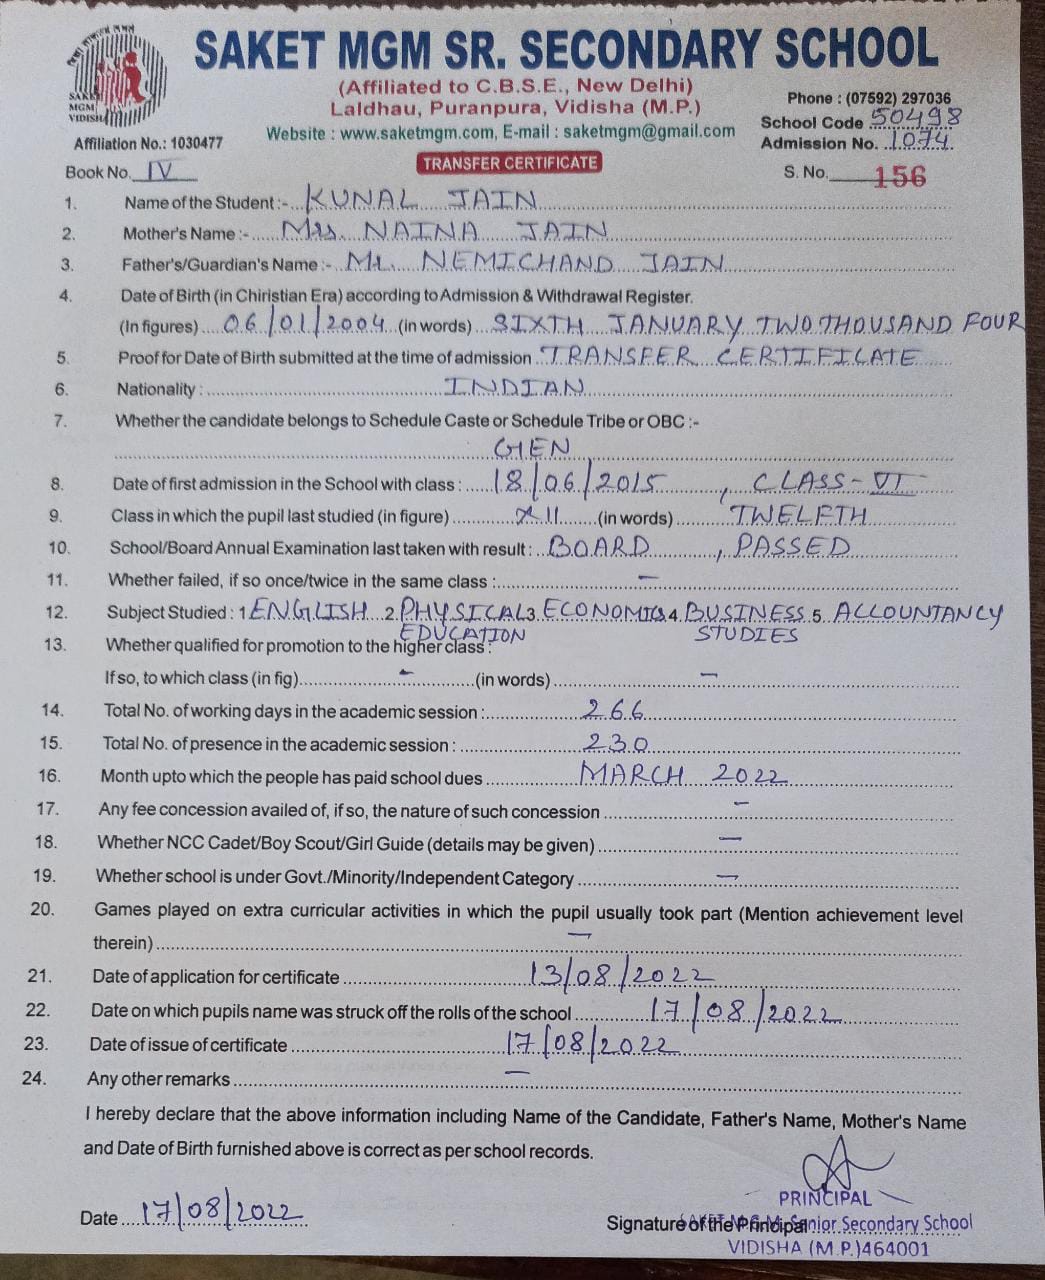 SAKET MGM SR. SECONDARY SCHOOL
(Affiliated to C.B.S.E., New Delhi)
Laldhau, Puranpura, Vidisha (M.P.)
Website : www.saketmgm.com, E-mail : saketmgm@gmail.com
SAKET
MGM
VIDISHA
Affiliation No.: 1030477
Phone : (07592) 297036
School Code 50498
Admission No. 1074
Book No. IV
TRANSFER CERTIFICATE
S. No. 156
1. Name of the Student :- KUNAL JAIN
2. Mother's Name :- Mrs. NAINA JAIN
3. Father's/Guardian's Name :- Mr. NEMICHAND JAIN
4. Date of Birth (in Chiristian Era) according to Admission & Withdrawal Register.
(In figures) 06/01/2004 (in words) SIXTH JANUARY TWO THOUSAND FOUR
5. Proof for Date of Birth submitted at the time of admission TRANSFER CERTIFICATE
6. Nationality : INDIAN
7. Whether the candidate belongs to Schedule Caste or Schedule Tribe or OBC :-
GEN
8. Date of first admission in the School with class : 18/06/2015, CLASS - VI
9. Class in which the pupil last studied (in figure) XII (in words) TWELFTH
10. School/Board Annual Examination last taken with result : BOARD, PASSED
11. Whether failed, if so once/twice in the same class : –
12. Subject Studied : 1 ENGLISH 2 PHYSICAL 3 ECONOMICS 4 BUSINESS 5 ACCOUNTANCY
EDUCATION STUDIES
13. Whether qualified for promotion to the higher class :
If so, to which class (in fig) – (in words) –
14. Total No. of working days in the academic session : 266
15. Total No. of presence in the academic session : 230
16. Month upto which the people has paid school dues MARCH 2022
17. Any fee concession availed of, if so, the nature of such concession –
18. Whether NCC Cadet/Boy Scout/Girl Guide (details may be given) –
19. Whether school is under Govt./Minority/Independent Category –
20. Games played on extra curricular activities in which the pupil usually took part (Mention achievement level
therein) –
21. Date of application for certificate 13/08/2022
22. Date on which pupils name was struck off the rolls of the school 17/08/2022
23. Date of issue of certificate 17/08/2022
24. Any other remarks –
I hereby declare that the above information including Name of the Candidate, Father's Name, Mother's Name
and Date of Birth furnished above is correct as per school records.
PRINCIPAL
Date 17/08/2022
Signature of the Principal Senior Secondary School
VIDISHA (M.P.) 464001